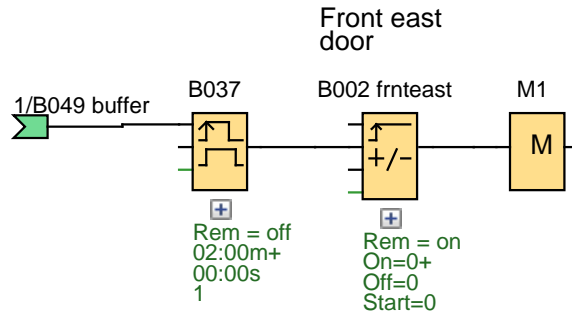 Front east
door
1/B049 buffer
B037
B002 frnteast
M1
+/-
M
Rem = off
02:00m+
00:00s
1
Rem = on
On=0+
Off=0
Start=0